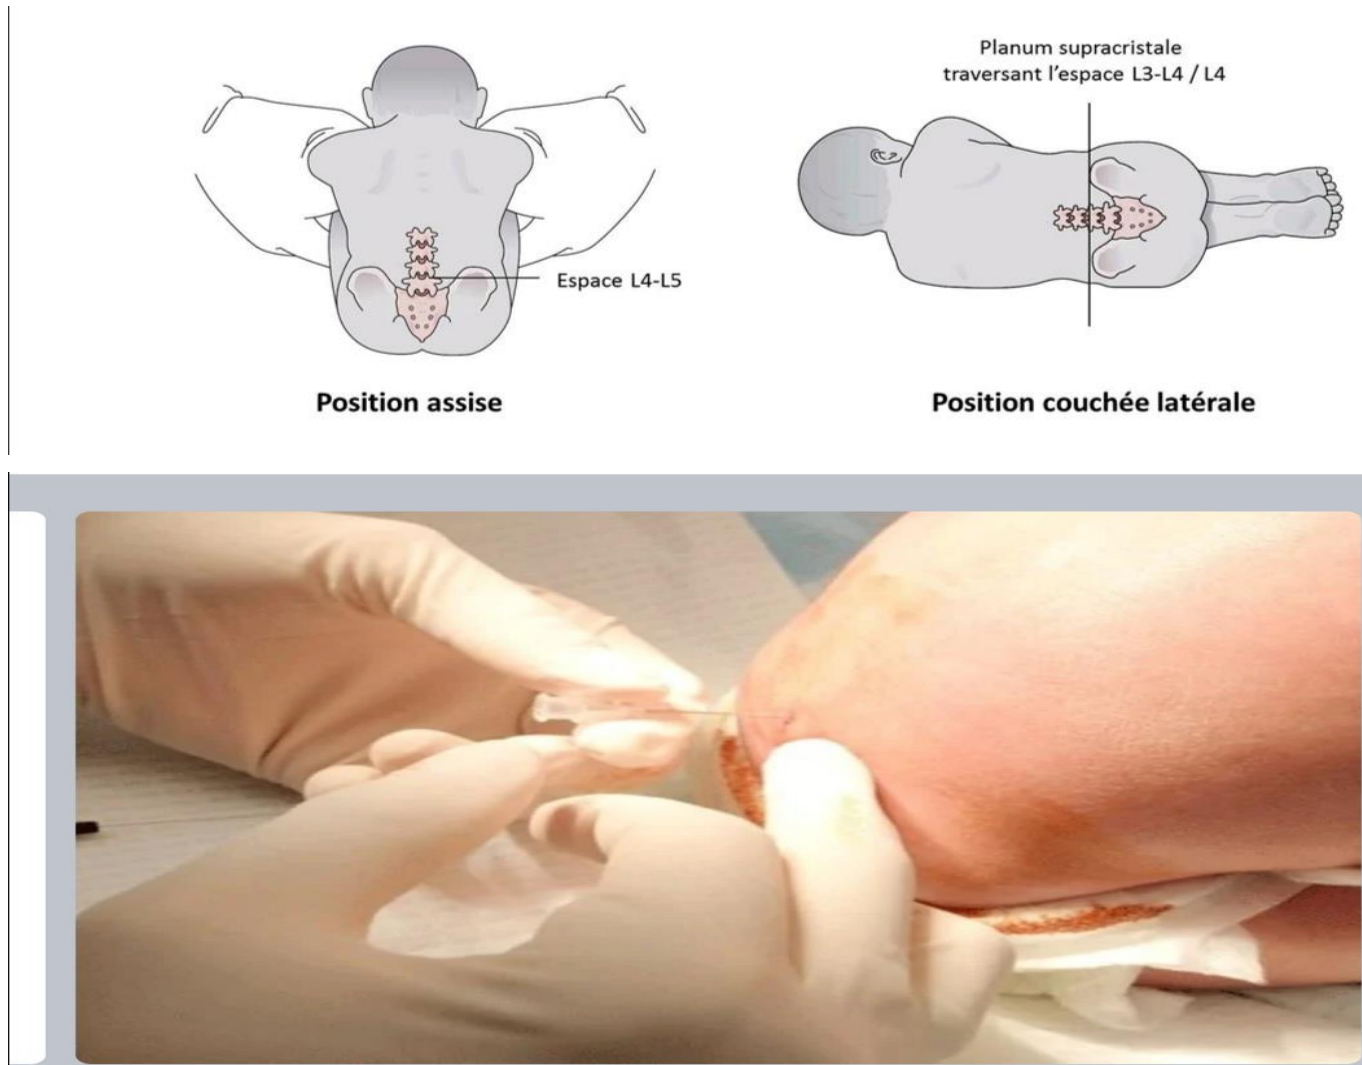 Planum supracristale
traversant l’espace L3-L4 / L4
Espace L4-L5
Position assise
Position couchée latérale